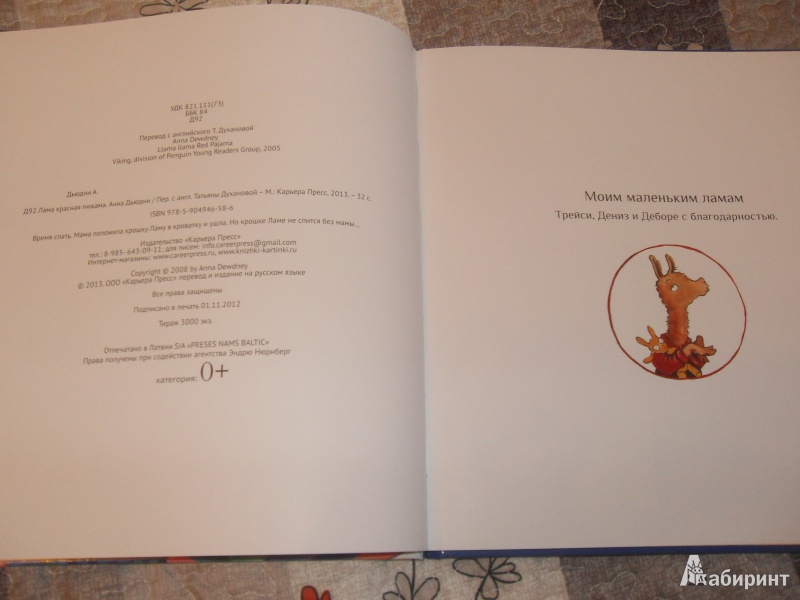 УДК 821.111(73)
ББК 84
Д92
Перевод с английского Т. Духановой
Anna Dewdney
Llama llama Red Pajama
Viking, division of Penguin Young Readers Group, 2005
Дьюдни А.
Д92 Лама красная пижама. Анна Дьюдни / Пер. с англ. Татьяны Духановой – М.: Карьера Пресс, 2013. – 32 с.
ISBN 978-5-904946-58-6
Время спать. Мама положила крошку Ламу в кроватку и ушла. Но крошке Ламе не спится без мамы...
Издательство «Карьера Пресс»
тел.: 8-985-643-09-11; для писем: info.careerpress@gmail.com
Интернет-магазины: www.careerpress.ru, www.knizhki-kartinki.ru
Copyright © 2008 by Anna Dewdney
© 2013, ООО «Карьера Пресс» перевод и издание на русском языке
Все права защищены
Подписано в печать 01.11.2012
Тираж 3000 экз.
Отпечатано в Латвии SIA «PRESES NAMS BALTIC»
Права получены при содействии агентства Эндрю Нюрнберг
категория: 0+
Моим маленьким ламам
Трейси, Дениз и Деборе с благодарностью.
Лабиринт